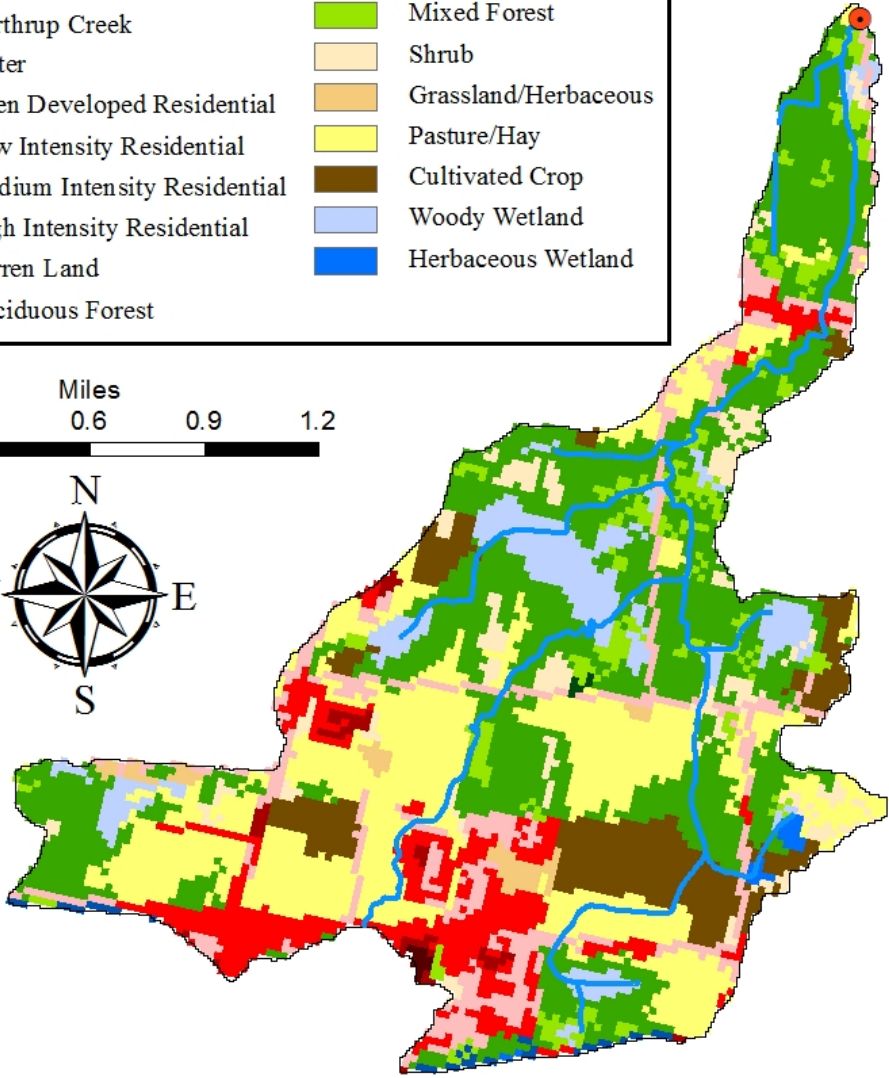 rthrup Creek
ter
en Developed Residential
w Intensity Residential
dium Intensity Residential
gh Intensity Residential
rren Land
ciduous Forest
Mixed Forest
Shrub
Grassland/Herbaceous
Pasture/Hay
Cultivated Crop
Woody Wetland
Herbaceous Wetland
Miles
0.6 0.9 1.2
N
E
S